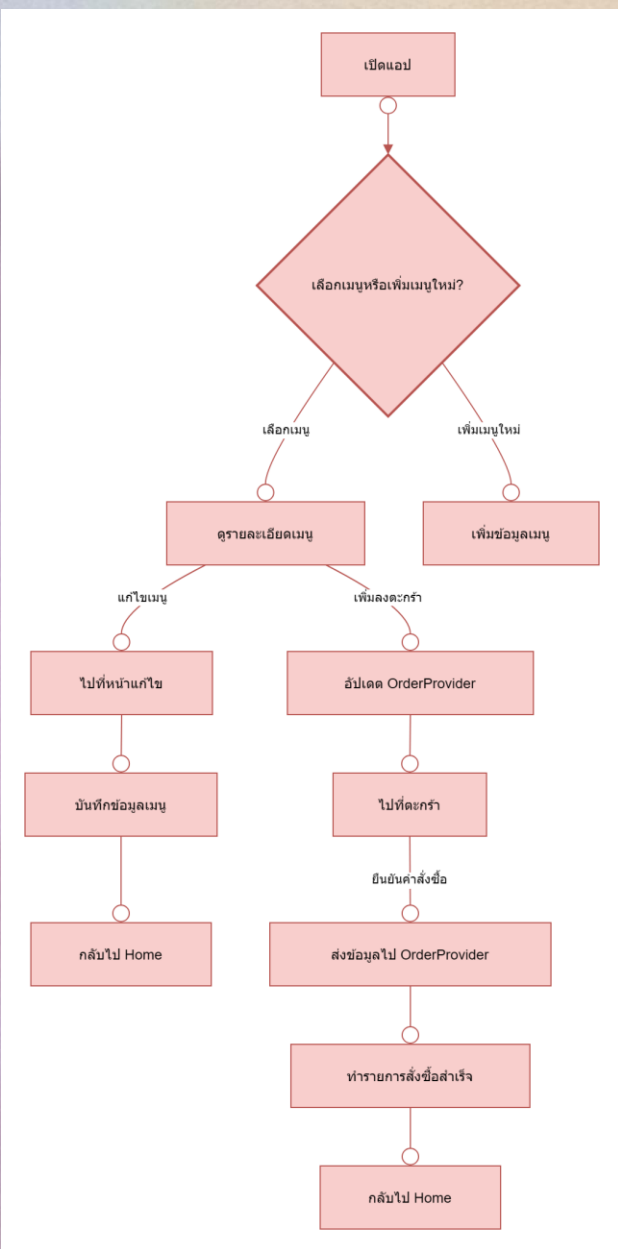 เปิดแอป
เลือกเมนูหรือเพิ่มเมนูใหม่?
เลือกเมนู
เพิ่มเมนูใหม่
ดูรายละเอียดเมนู
เพิ่มข้อมูลเมนู
แก้ไขเมนู
เพิ่มลงตะกร้า
ไปที่หน้าแก้ไข
อัปเดต OrderProvider
บันทึกข้อมูลเมนู
ไปที่ตะกร้า
ยืนยันคำสั่งซื้อ
กลับไป Home
ส่งข้อมูลไป OrderProvider
ทำรายการสั่งซื้อสำเร็จ
กลับไป Home